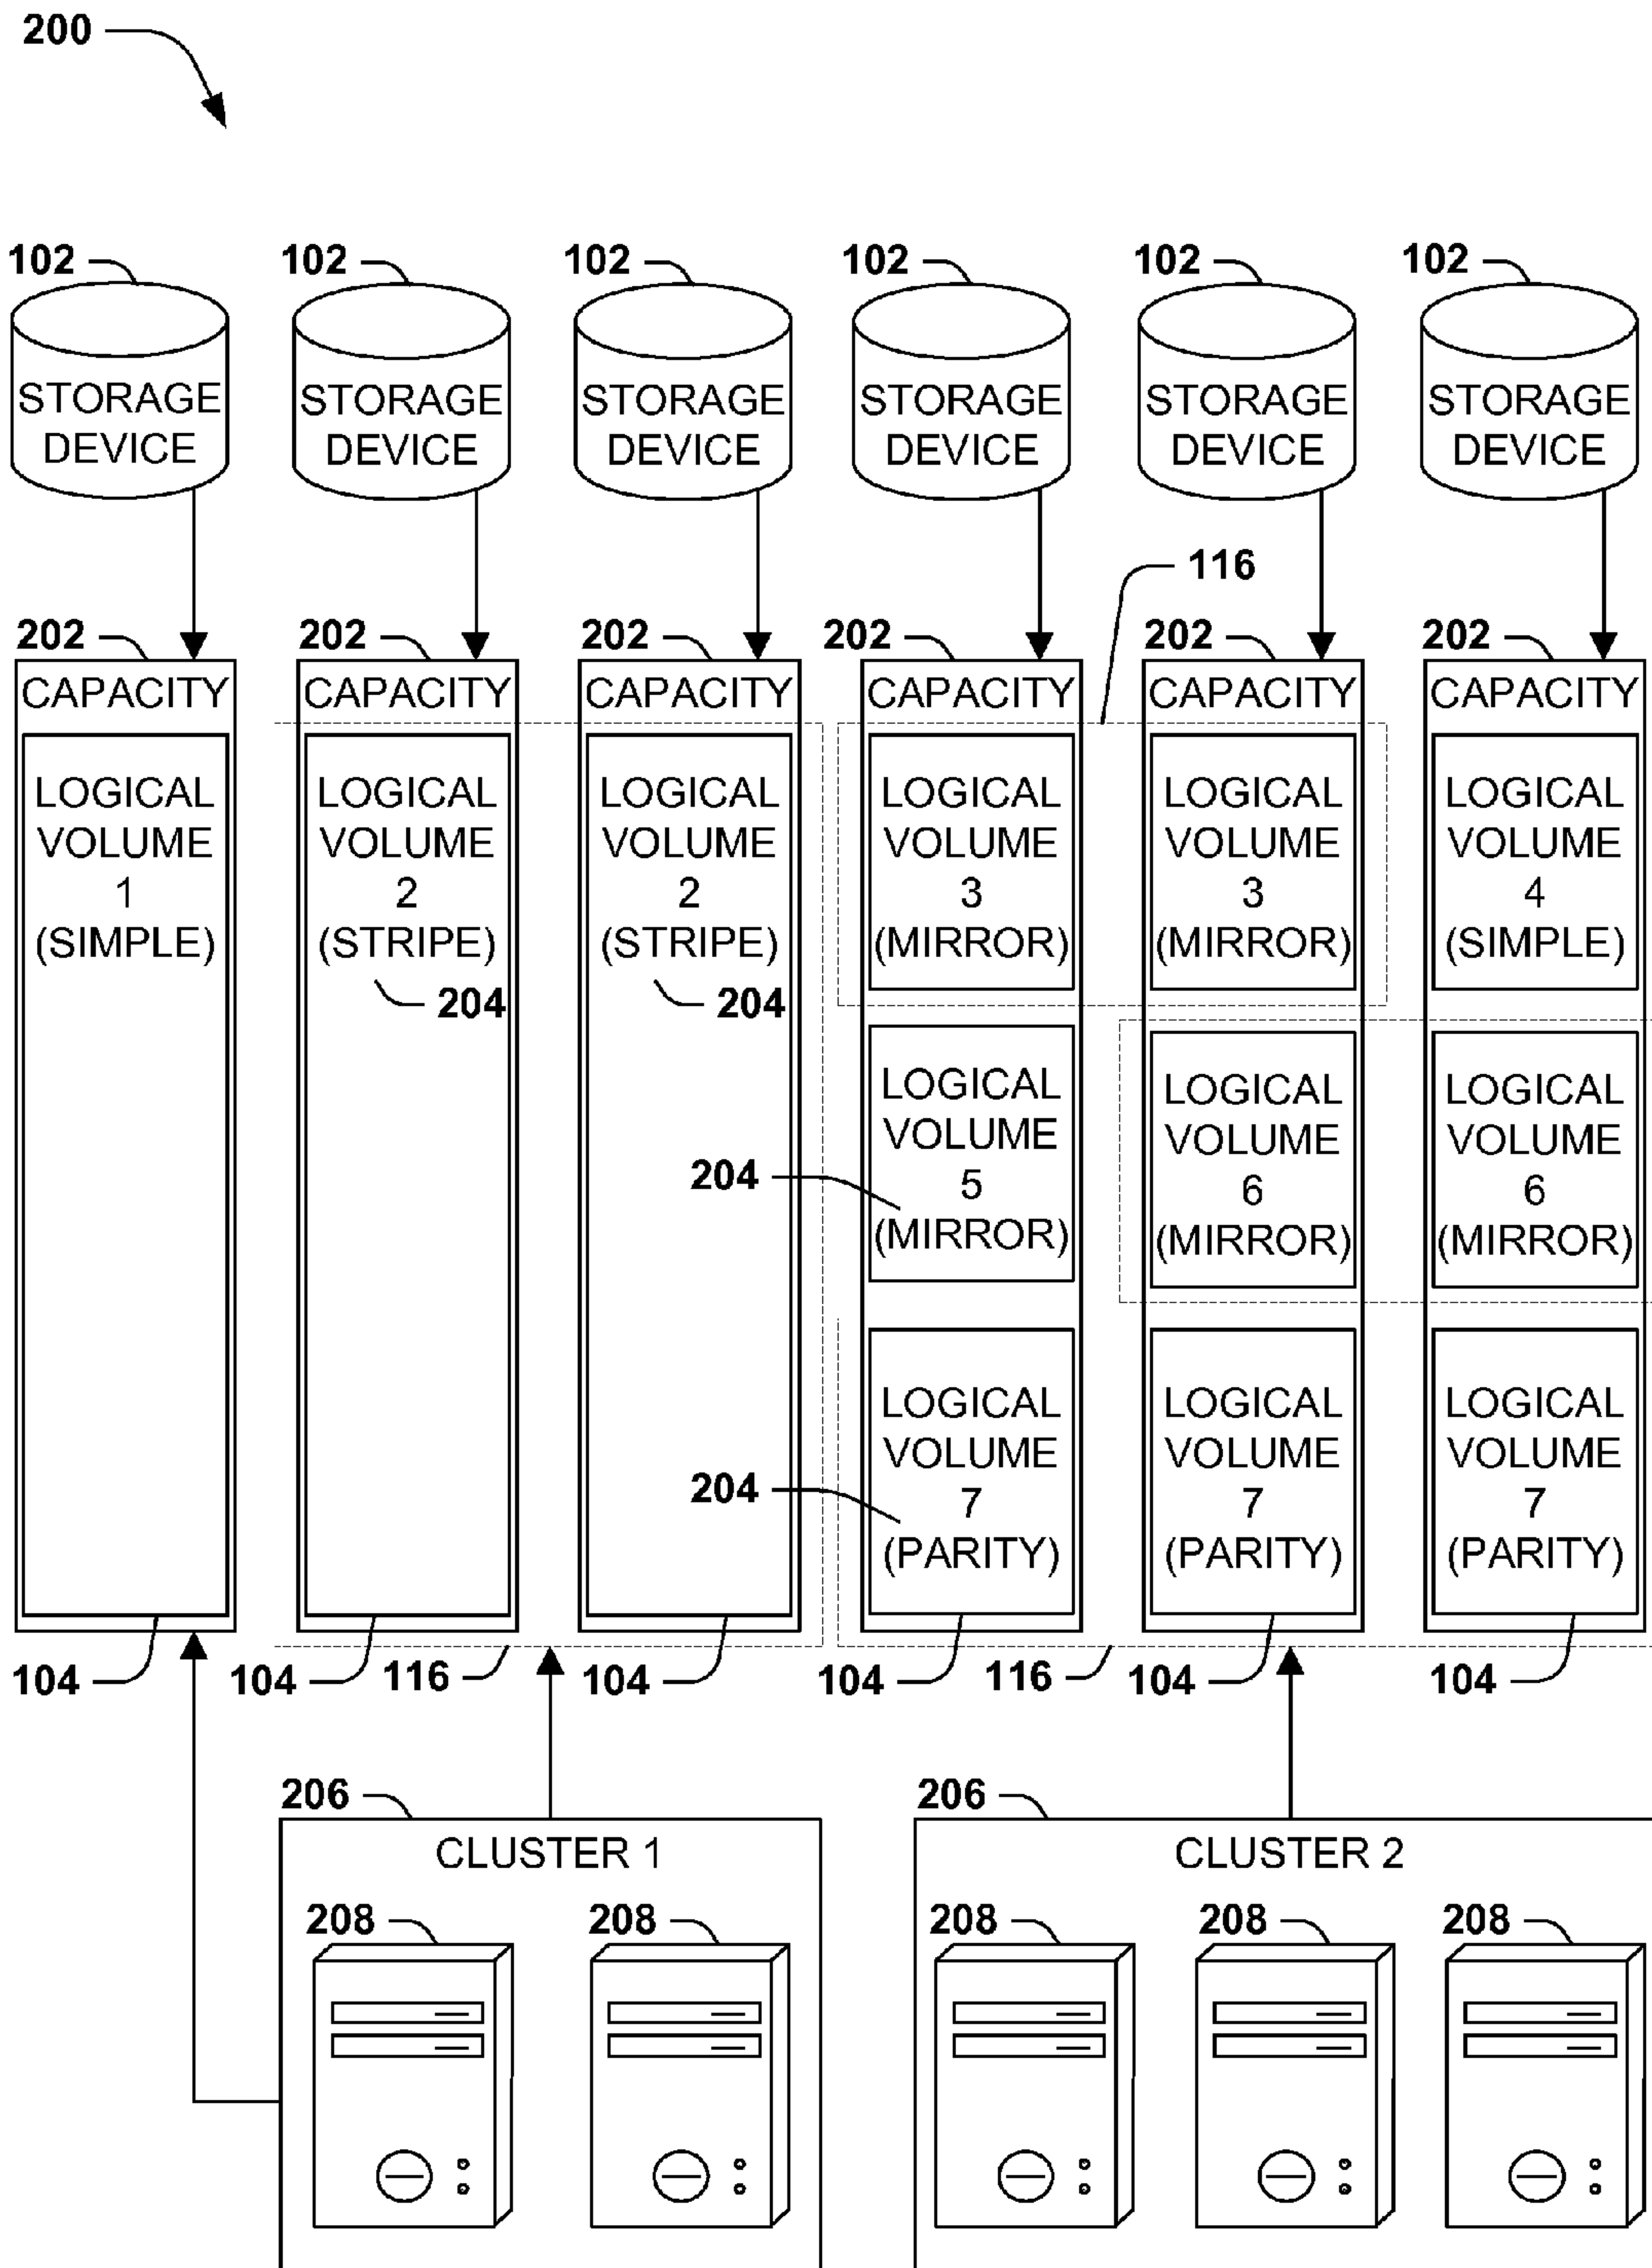 200
102 102 102 102 102 102
STORAGE STORAGE STORAGE STORAGE STORAGE STORAGE
DEVICE DEVICE DEVICE DEVICE DEVICE DEVICE
116
202 202 202 202 202 202
CAPACITY CAPACITY CAPACITY CAPACITY CAPACITY CAPACITY
LOGICAL LOGICAL LOGICAL LOGICAL LOGICAL LOGICAL
VOLUME VOLUME VOLUME VOLUME VOLUME VOLUME
1 2 2 3 3 4
(SIMPLE) (STRIPE) (STRIPE) (MIRROR) (MIRROR) (SIMPLE)
204 204
LOGICAL LOGICAL LOGICAL
VOLUME VOLUME VOLUME
204 5 6 6
(MIRROR) (MIRROR) (MIRROR)
LOGICAL LOGICAL LOGICAL
VOLUME VOLUME VOLUME
204 7 7 7
(PARITY) (PARITY) (PARITY)
104 104 116 104 104 116 104 104
206 206
CLUSTER 1 CLUSTER 2
208 208 208 208 208